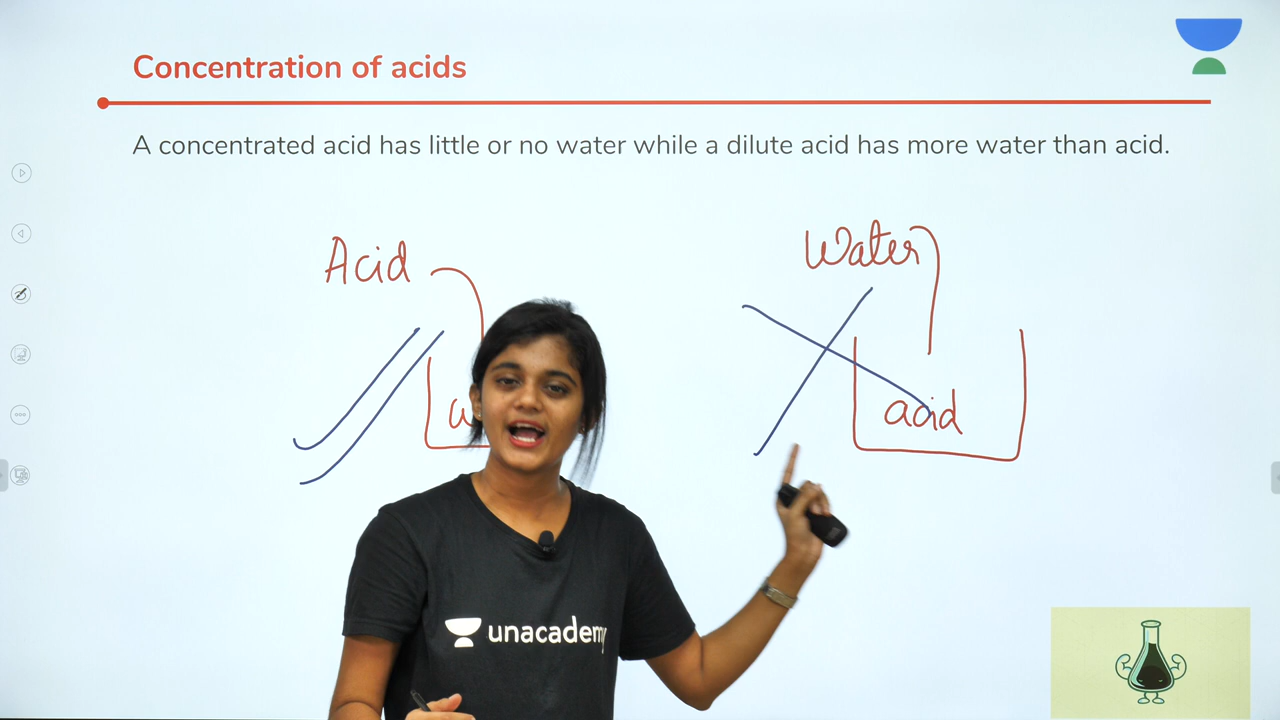 Concentration of acids
A concentrated acid has little or no water while a dilute acid has more water than acid.
Acid
Water
acid
unacademy